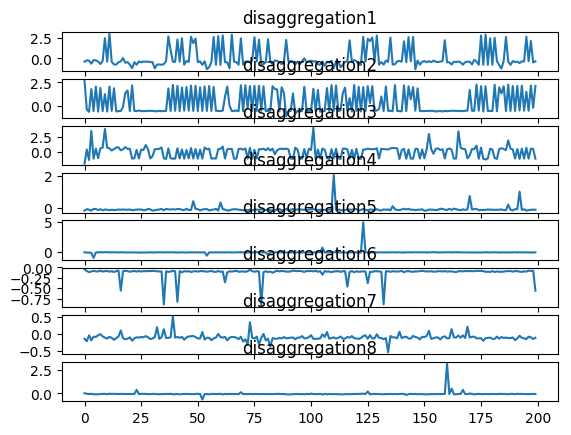 disaggregation1
2.5
0.0
disaggregation2
2.5
0.0
disaggregation3
2.5
0.0
disaggregation4
2
0
disaggregation5
5
0
disaggregation6
0.00
−0.25
−0.50
−0.75
disaggregation7
0.5
0.0
−0.5
disaggregation8
2.5
0.0
0 25 50 75 100 125 150 175 200